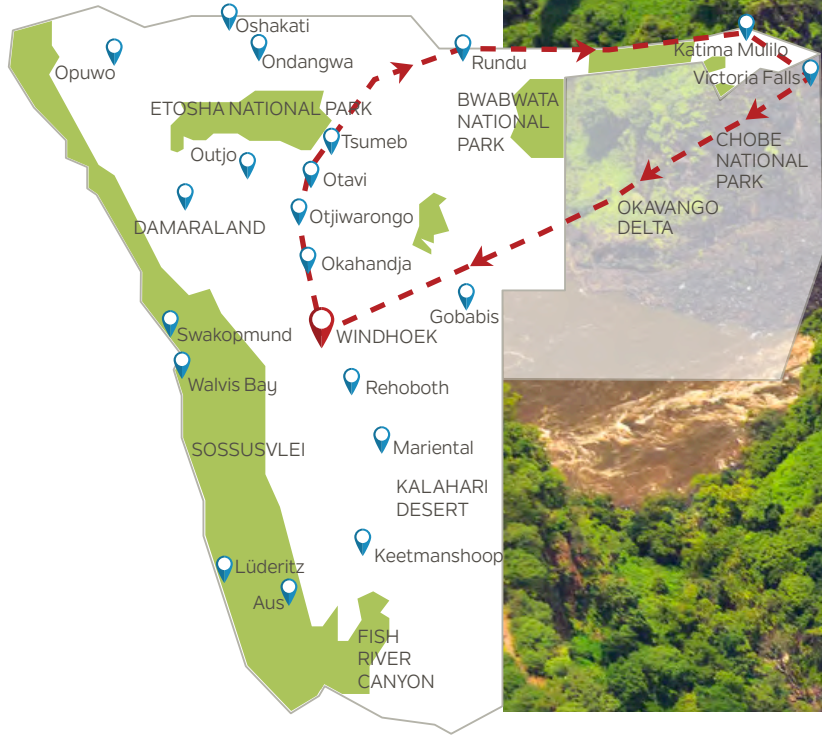 Oshakati
Ondangwa
Opuwo
Rundu
Katima Mulilo
Victoria Falls
ETOSHA NATIONAL PARK
BWABWATA
NATIONAL
PARK
Tsumeb
Outjo
Otavi
CHOBE
NATIONAL
PARK
Otjiwarongo
OKAVANGO
DELTA
DAMARALAND
Okahandja
Gobabis
Swakopmund
WINDHOEK
Walvis Bay
Rehoboth
SOSSUSVLEI
Mariental
KALAHARI
DESERT
Keetmanshoop
Lüderitz
Aus
FISH
RIVER
CANYON